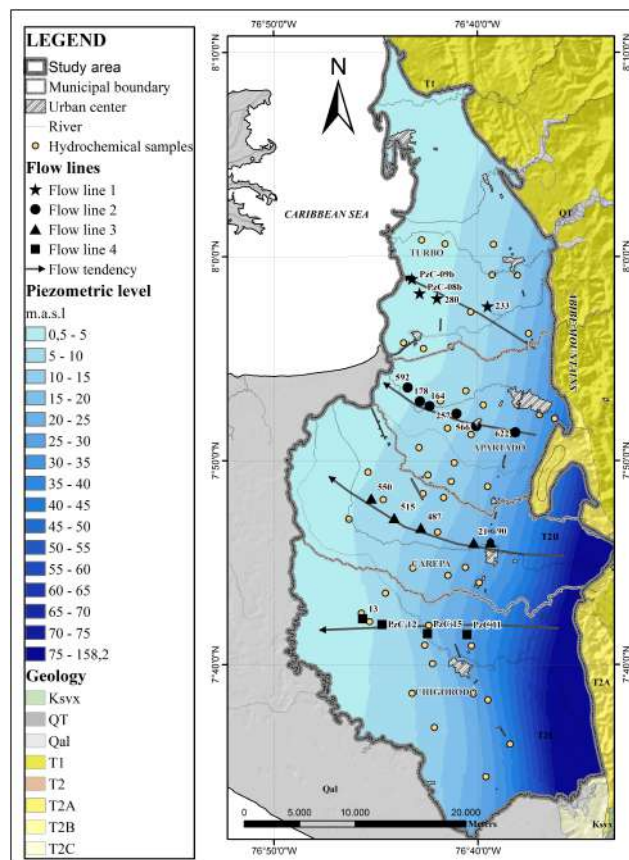 LEGEND
Study area
Municipal boundary
Urban center
River
Hydrochemical samples
Flow lines
Flow line 1
Flow line 2
Flow line 3
Flow line 4
Flow tendency
Piezometric level
m.a.s.l
0,5 - 5
5 - 10
10 - 15
15 - 20
20 - 25
25 - 30
30 - 35
35 - 40
40 - 45
45 - 50
50 - 55
55 - 60
60 - 65
65 - 70
70 - 75
75 - 158,2
Geology
Ksvx
QT
Qal
T1
T2
T2A
T2B
T2C
76°50'0"W 76°40'0"W
8°10'0"N
8°0'0"N
7°50'0"N
7°40'0"N
N
T1
CARIBBEAN SEA
QT
TURBO
PzC-09b
PzC-08b
280
233
ABIBE MOUNTAINS
592
178
164
257
566
622
APARTADÓ
550
515
487
21
90
T2B
CAREPA
13
PzC-12
PzC-15
PzC-11
T2A
CHIGORODÓ
Qal
Ksvx
0 5.000 10.000 20.000
Meters
76°50'0"W 76°40'0"W